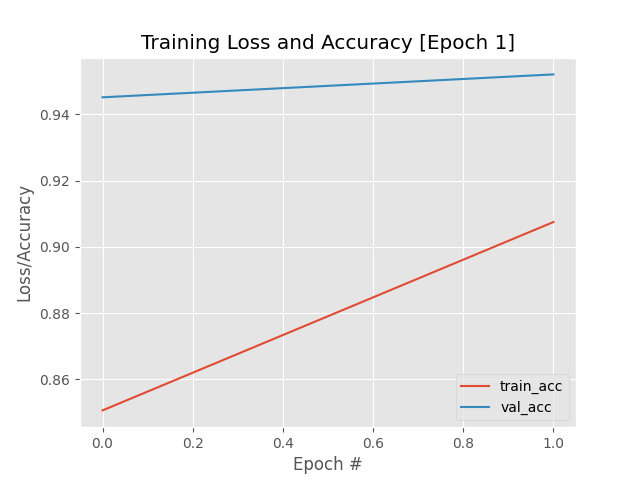 Training Loss and Accuracy [Epoch 1]
Loss/Accuracy
0.94
0.92
0.90
0.88
0.86
train_acc
val_acc
0.0 0.2 0.4 0.6 0.8 1.0
Epoch #